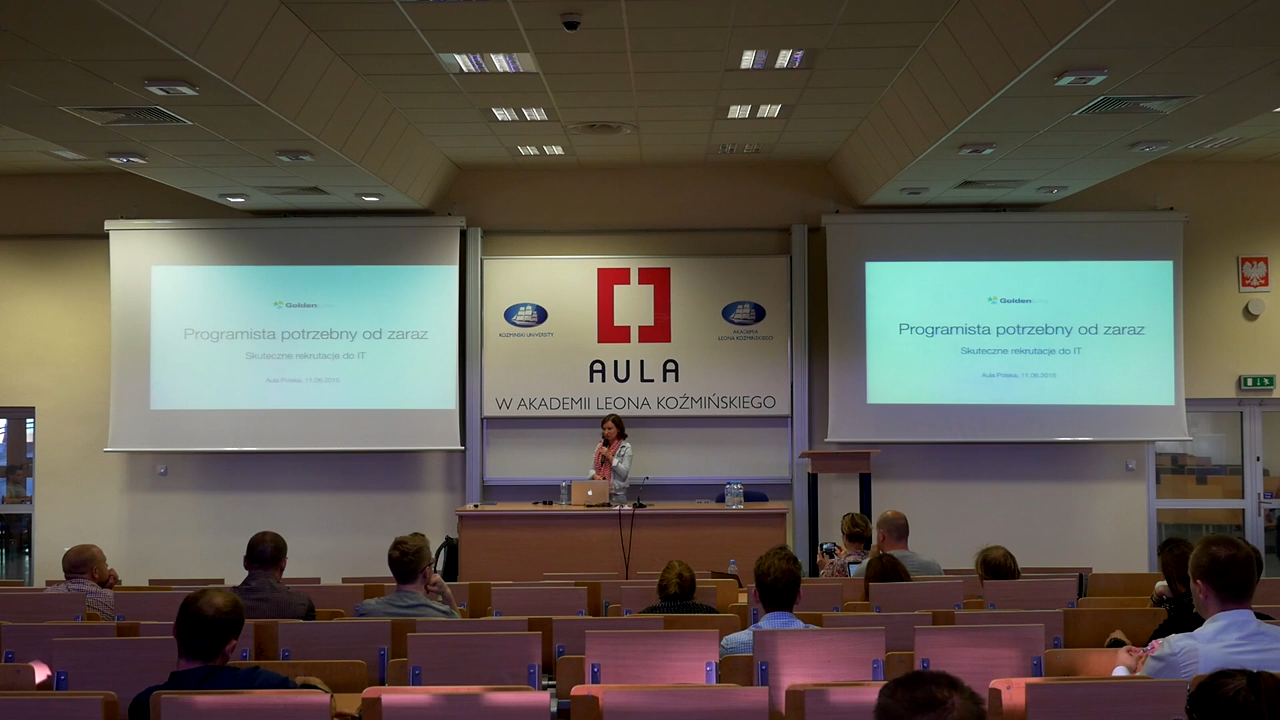 Golden
Programista potrzebny od zaraz
Skuteczne rekrutacje do IT
Aula Polska, 11.06.2015
KOZMINSKI UNIVERSITY
AKADEMIA
LEONA KOŹMIŃSKIEGO
AULA
W AKADEMII LEONA KOŹMIŃSKIEGO
Golden
Programista potrzebny od zaraz
Skuteczne rekrutacje do IT
Aula Polska, 11.06.2015